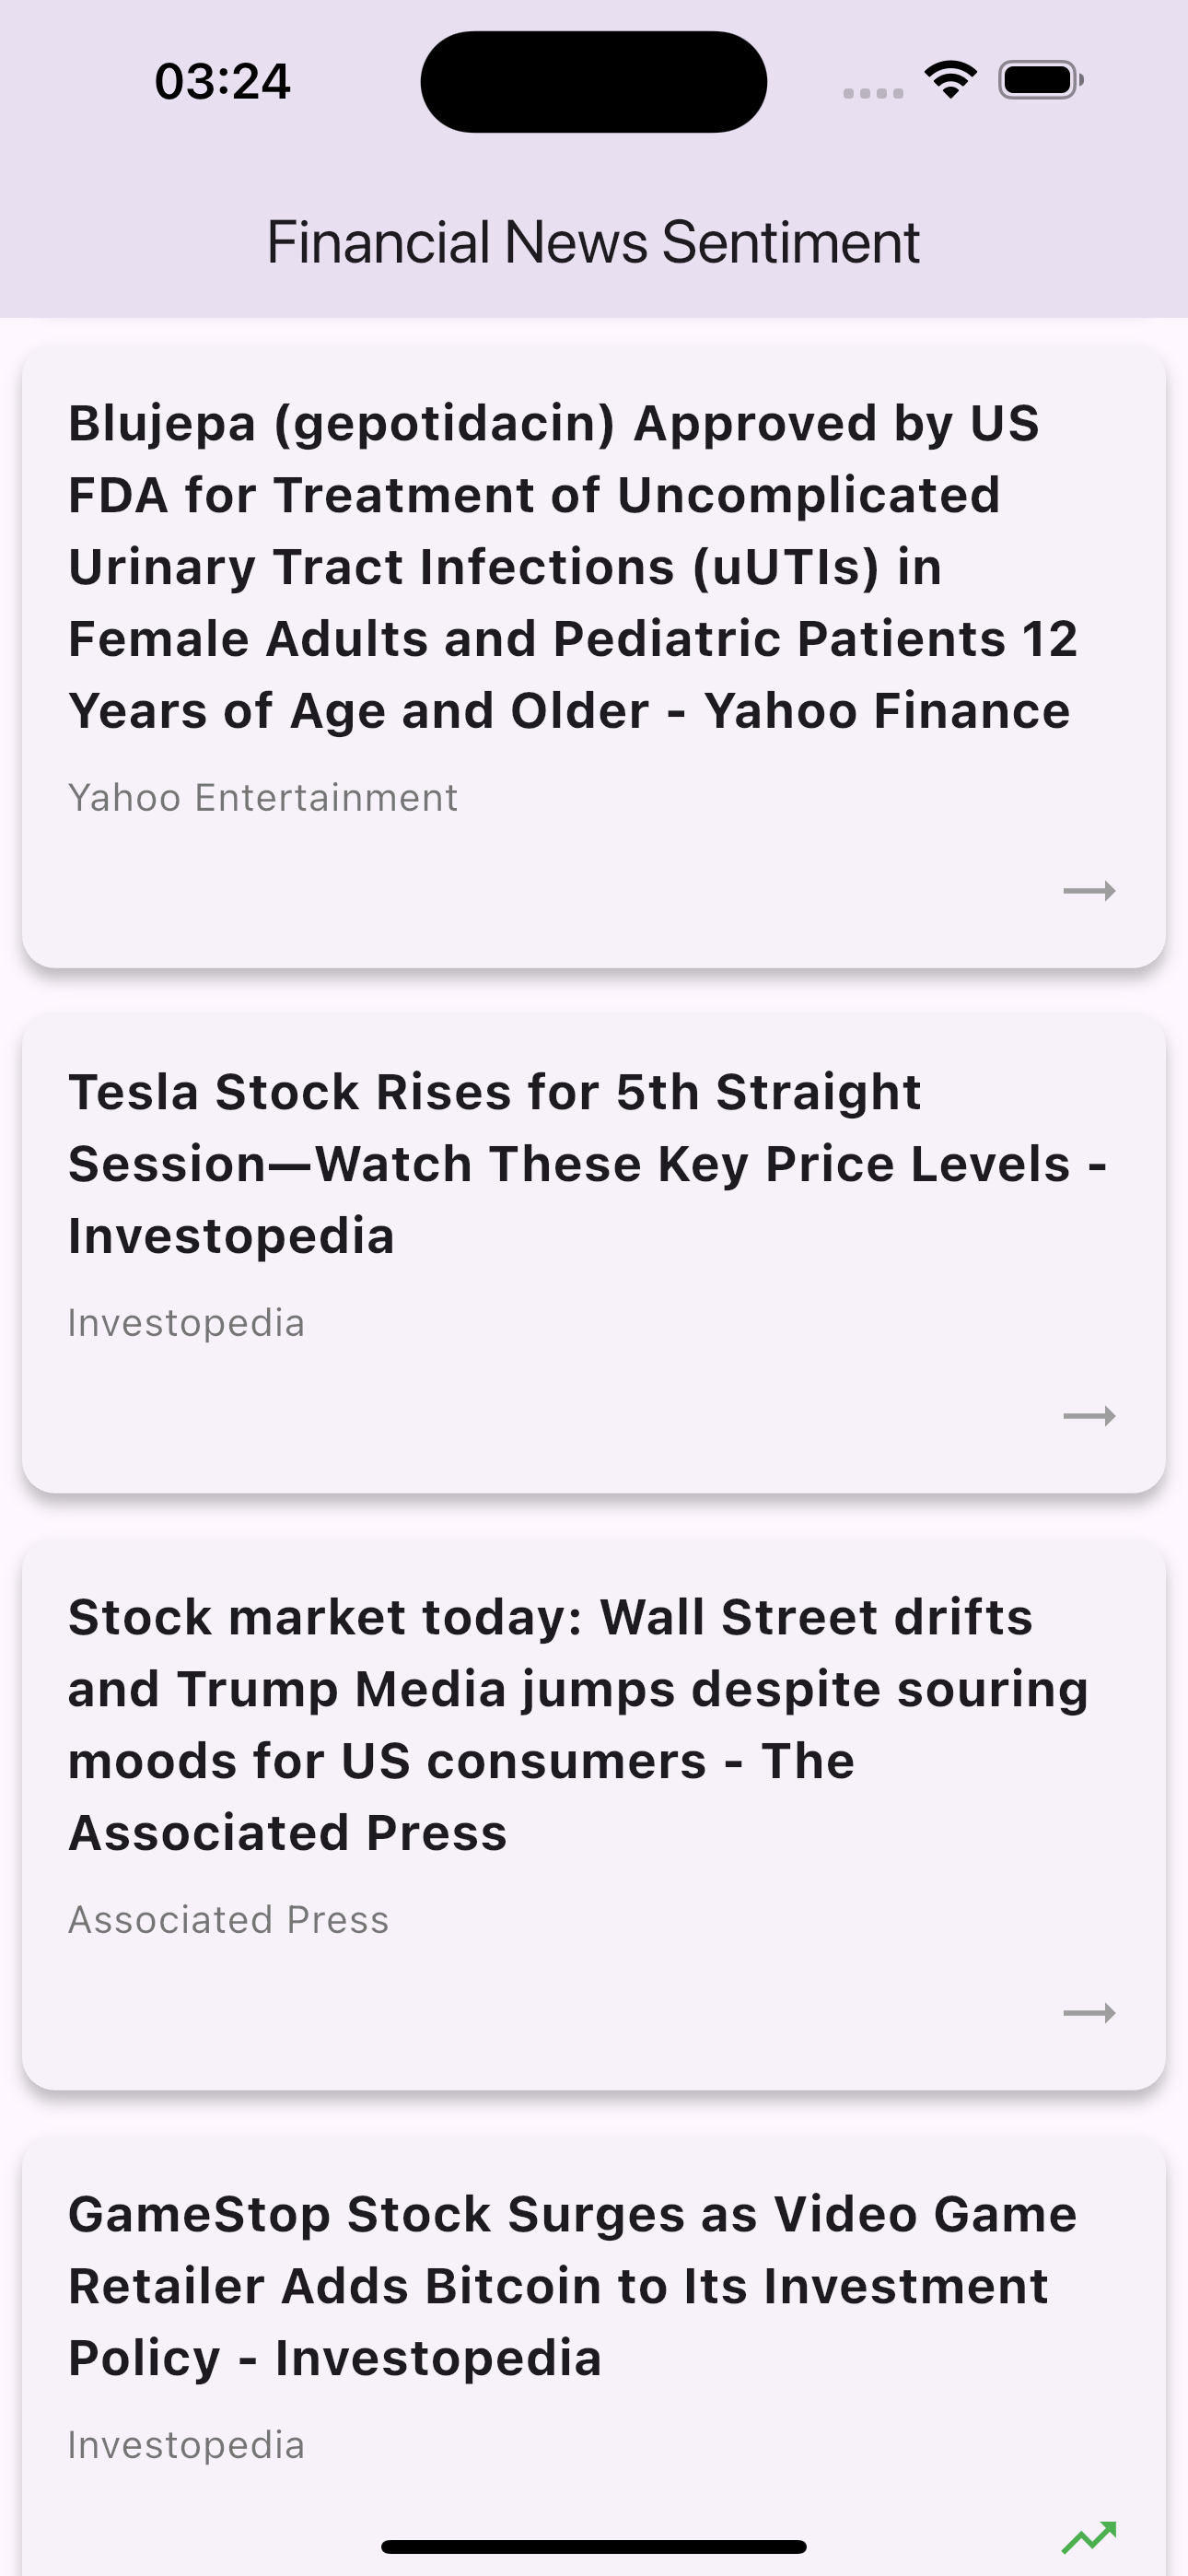 03:24
Financial News Sentiment
Blujepa (gepotidacin) Approved by US
FDA for Treatment of Uncomplicated
Urinary Tract Infections (uUTIs) in
Female Adults and Pediatric Patients 12
Years of Age and Older - Yahoo Finance
Yahoo Entertainment
Tesla Stock Rises for 5th Straight
Session—Watch These Key Price Levels -
Investopedia
Investopedia
Stock market today: Wall Street drifts
and Trump Media jumps despite souring
moods for US consumers - The
Associated Press
Associated Press
GameStop Stock Surges as Video Game
Retailer Adds Bitcoin to Its Investment
Policy - Investopedia
Investopedia